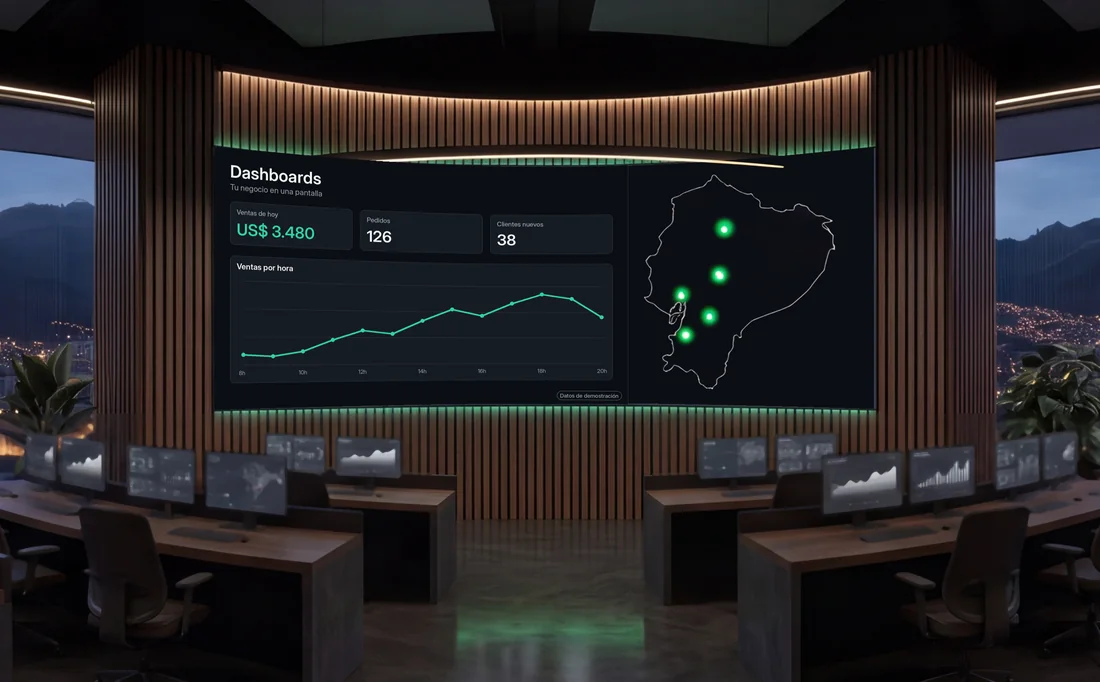 Dashboards
Tu negocio en una pantalla
Ventas de hoy
US$ 3.480
Pedidos
126
Clientes nuevos
38
Ventas por hora
8h 10h 12h 14h 16h 18h 20h
Datos de demostración